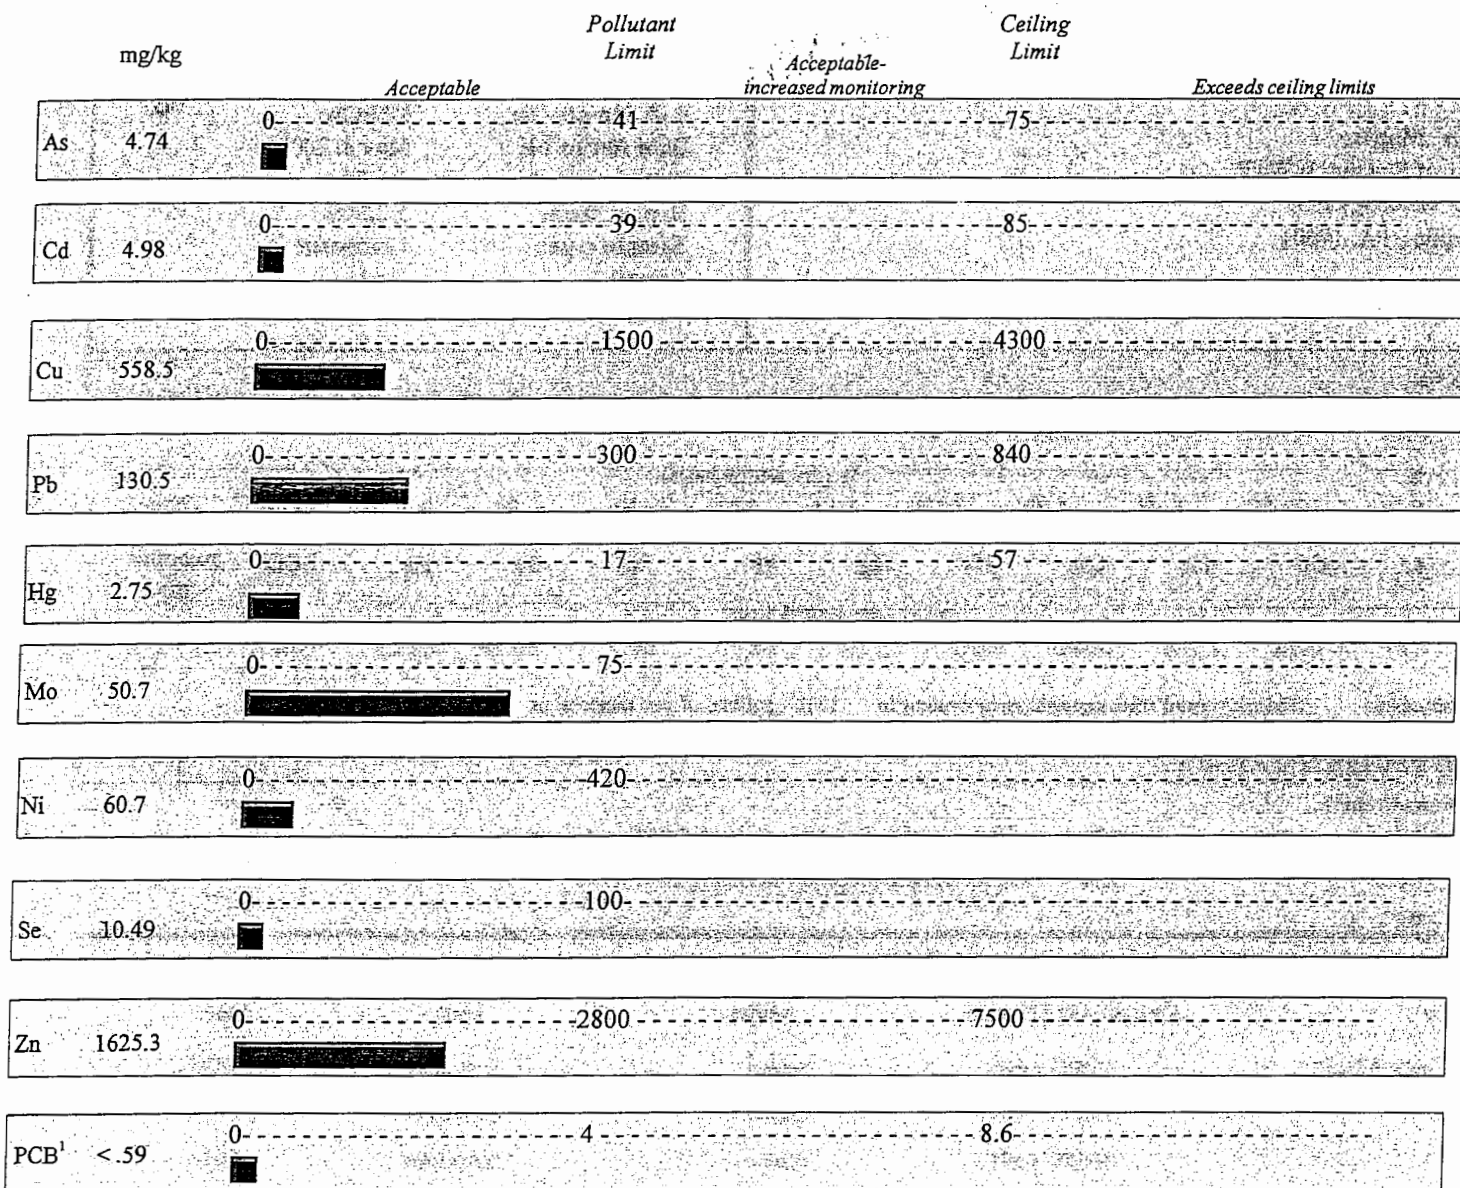 Pollutant Limit
Ceiling Limit
mg/kg
Acceptable
Acceptable-increased monitoring
Exceeds ceiling limits
0 41 75
As 4.74
0 39 85
Cd 4.98
0 1500 4300
Cu 558.5
0 300 840
Pb 130.5
0 17 57
Hg 2.75
0 75
Mo 50.7
0 420
Ni 60.7
0 100
Se 10.49
0 2800 7500
Zn 1625.3
0 4 8.6
PCB¹ < .59